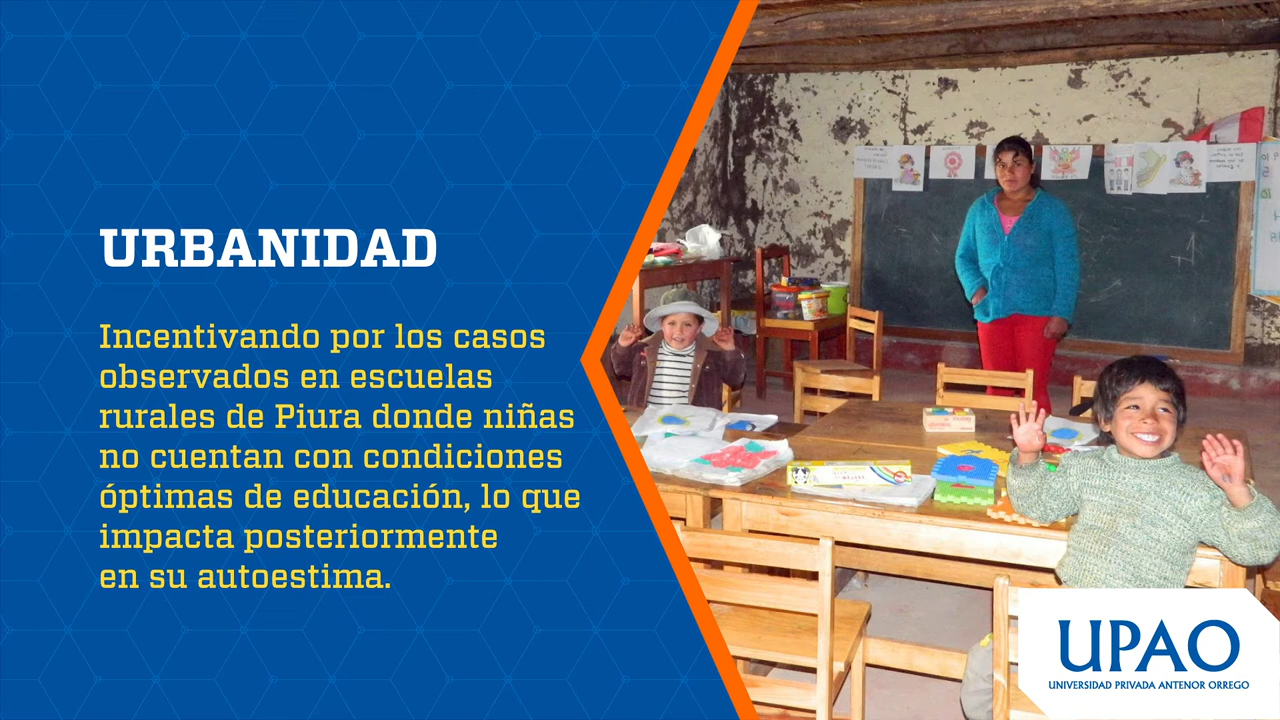 URBANIDAD
Incentivando por los casos
observados en escuelas
rurales de Piura donde niñas
no cuentan con condiciones
óptimas de educación, lo que
impacta posteriormente
en su autoestima.
UPAO
UNIVERSIDAD PRIVADA ANTENOR ORREGO